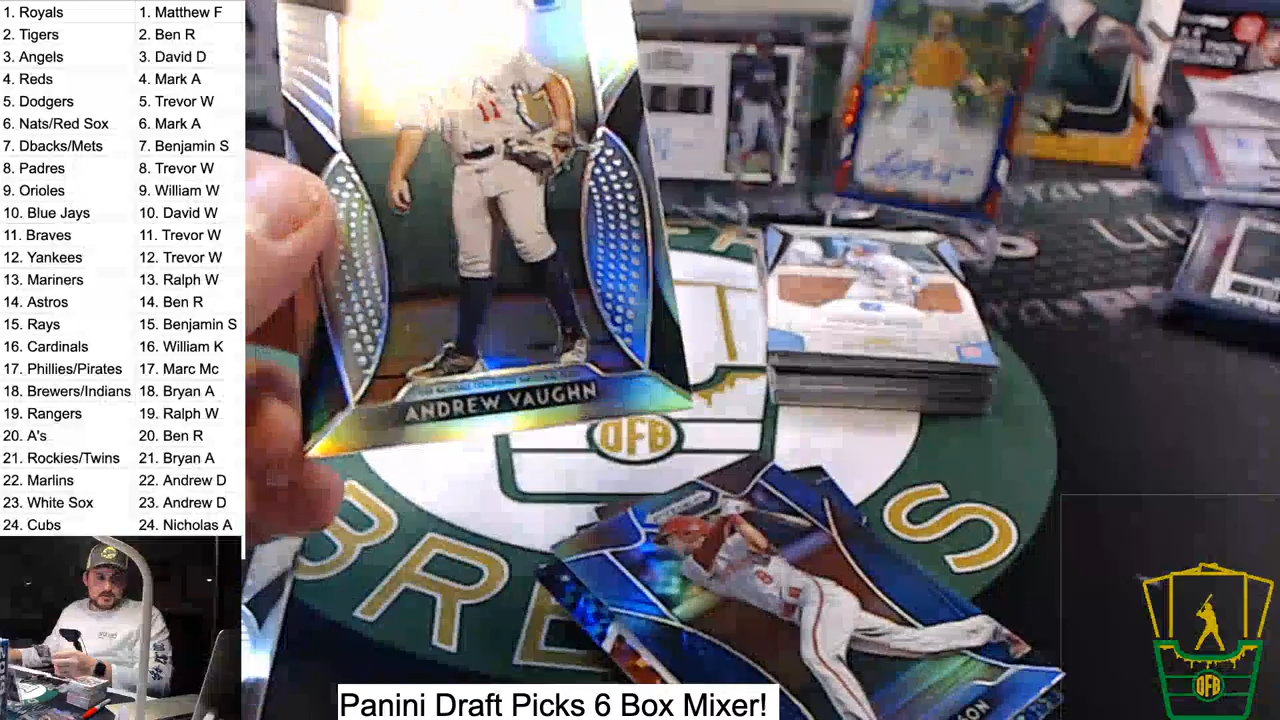 1. Royals
2. Tigers
3. Angels
4. Reds
5. Dodgers
6. Nats/Red Sox
7. Dbacks/Mets
8. Padres
9. Orioles
10. Blue Jays
11. Braves
12. Yankees
13. Mariners
14. Astros
15. Rays
16. Cardinals
17. Phillies/Pirates
18. Brewers/Indians
19. Rangers
20. A's
21. Rockies/Twins
22. Marlins
23. White Sox
24. Cubs
1. Matthew F
2. Ben R
3. David D
4. Mark A
5. Trevor W
6. Mark A
7. Benjamin S
8. Trevor W
9. William W
10. David W
11. Trevor W
12. Trevor W
13. Ralph W
14. Ben R
15. Benjamin S
16. William K
17. Marc Mc
18. Bryan A
19. Ralph W
20. Ben R
21. Bryan A
22. Andrew D
23. Andrew D
24. Nicholas A
11
ANDREW VAUGHN
OFB
BRE
S
8
SON
OFB
Panini Draft Picks 6 Box Mixer!